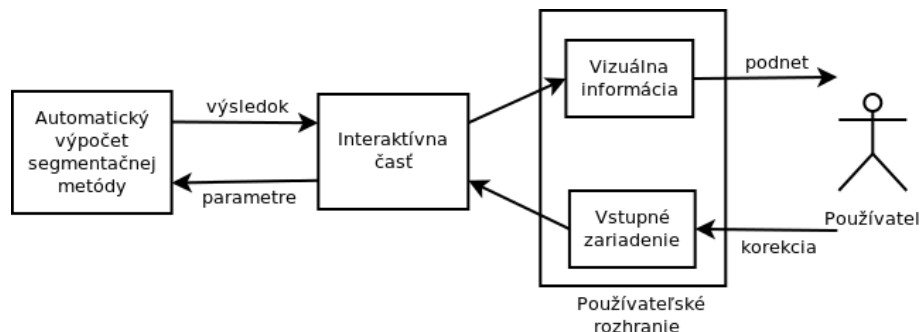 Automatický
výpočet
segmentačnej
metódy
výsledok
parametre
Interaktívna
časť
Vizuálna
informácia
podnet
Vstupné
zariadenie
korekcia
Používateľ
Používateľské
rozhranie